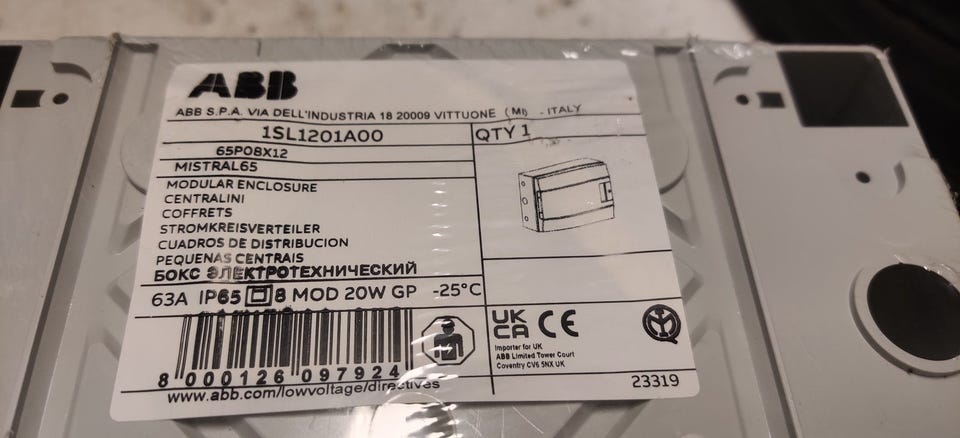 ABB
ABB S.P.A. VIA DELL'INDUSTRIA 18 20009 VITTUONE (MI) - ITALY
1SL1201A00
QTY 1
65P08X12
MISTRAL65
MODULAR ENCLOSURE
CENTRALINI
COFFRETS
STROMKREISVERTEILER
CUADROS DE DISTRIBUCION
PEQUENAS CENTRAIS
БОКС ЭЛЕКТРОТЕХНИЧЕСКИЙ
63A IP65 8 MOD 20W GP -25°C
8 000126 097924
www.abb.com/lowvoltage/directives
UK
CA CE
Importer for UK
ABB Limited Tower Court
Coventry CV6 5NX UK
23319